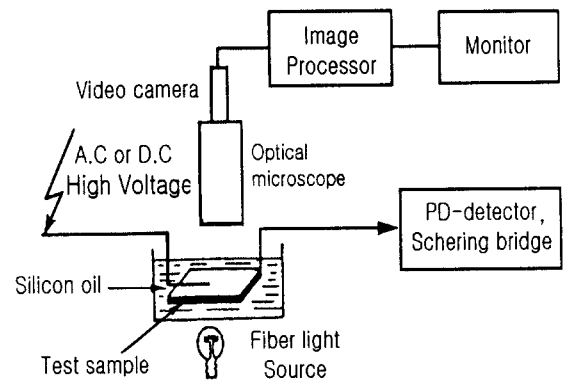 Image
Processor
Monitor
Video camera
A.C or D.C
High Voltage
Optical
microscope
PD-detector,
Schering bridge
Silicon oil
Test sample
Fiber light
Source